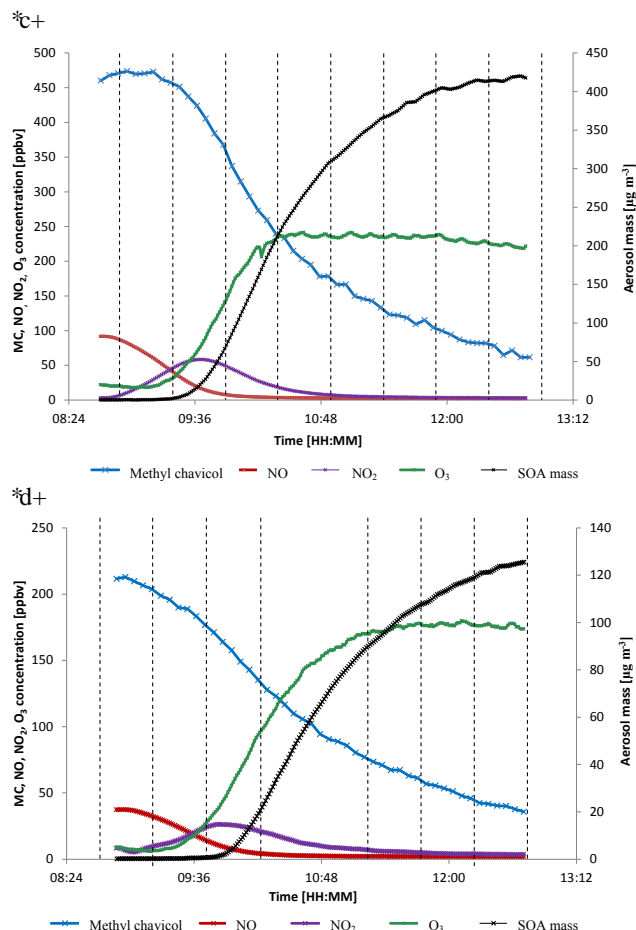 *c+
500
450
400
350
300
250
200
150
100
50
0
MC, NO, NO₂, O₃ concentration [ppbv]
450
400
350
300
250
200
150
100
50
0
Aerosol mass [µg m⁻³]
08:24 09:36 10:48 12:00 13:12
Time [HH:MM]
Methyl chavicol NO NO₂ O₃ SOA mass
*d+
250
200
150
100
50
0
MC, NO, NO₂, O₃ concentration [ppbv]
140
120
100
80
60
40
20
0
Aerosol mass [µg m⁻³]
08:24 09:36 10:48 12:00 13:12
Time [HH:MM]
Methyl chavicol NO NO₂ O₃ SOA mass